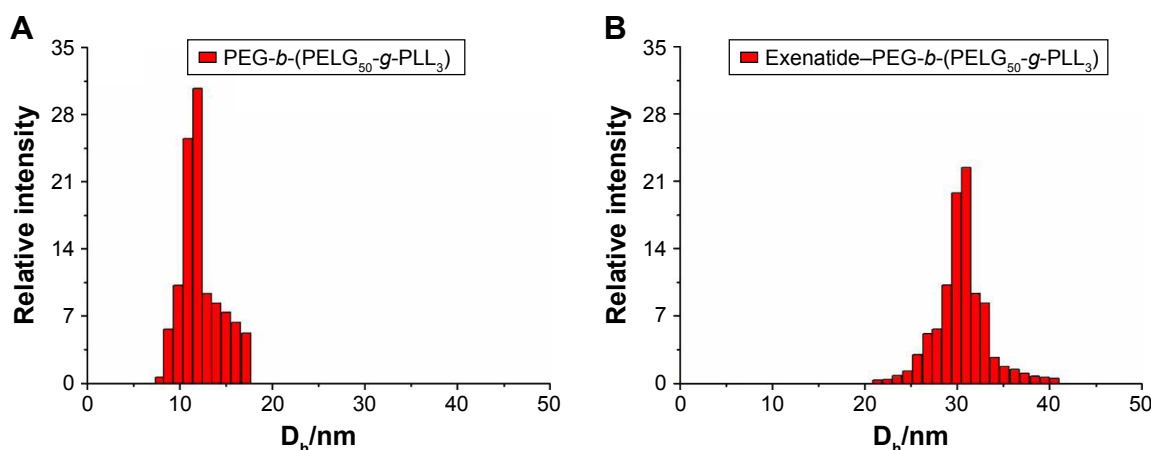 A
35
28
21
14
7
0
Relative intensity
PEG-b-(PELG₅₀-g-PLL₃)
0 10 20 30 40 50
Dₕ/nm
B
35
28
21
14
7
0
Relative intensity
Exenatide–PEG-b-(PELG₅₀-g-PLL₃)
0 10 20 30 40 50
Dₕ/nm